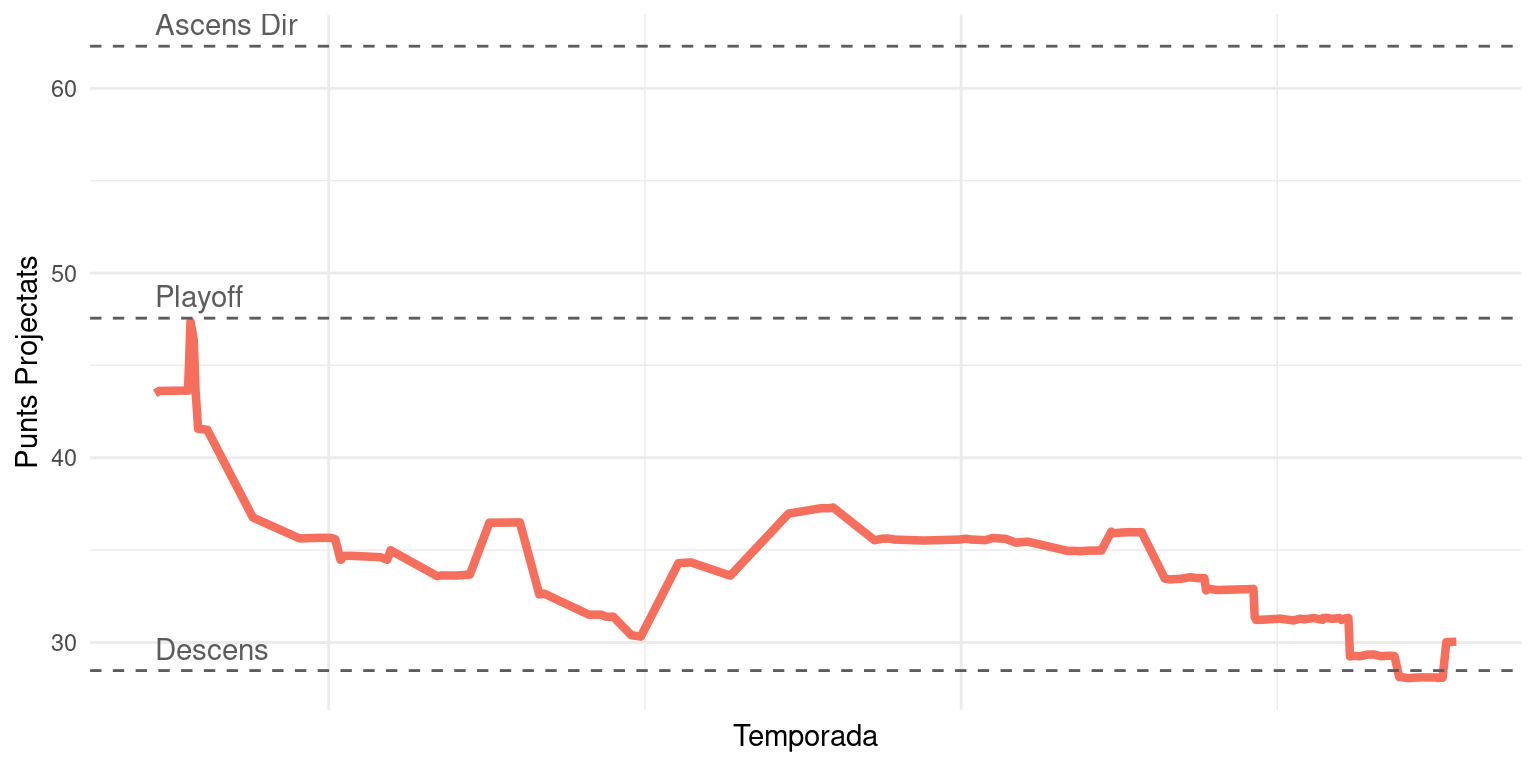 Ascens Dir
60
50
Playoff
40
30
Descens
Punts Projectats
Temporada